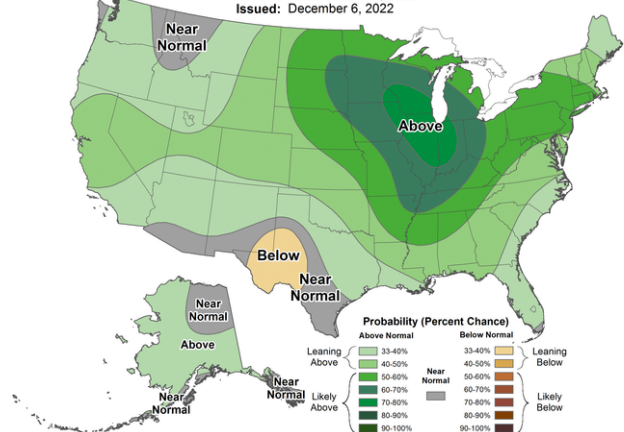 Issued: December 6, 2022
Near
Normal
Above
Below
Near
Normal
Near
Normal
Above
Near
Normal
Near
Normal
Probability (Percent Chance)
Above Normal
Below Normal
Leaning
Above
33-40%
40-50%
50-60%
60-70%
70-80%
80-90%
90-100%
Likely
Above
Near
Normal
33-40%
40-50%
50-60%
60-70%
70-80%
80-90%
90-100%
Leaning
Below
Likely
Below